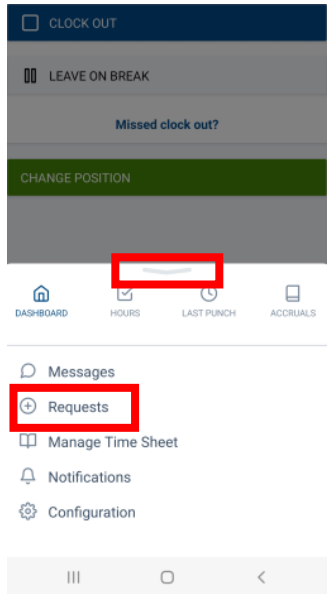 CLOCK OUT
LEAVE ON BREAK
Missed clock out?
CHANGE POSITION
DASHBOARD HOURS LAST PUNCH ACCRUALS
Messages
Requests
Manage Time Sheet
Notifications
Configuration